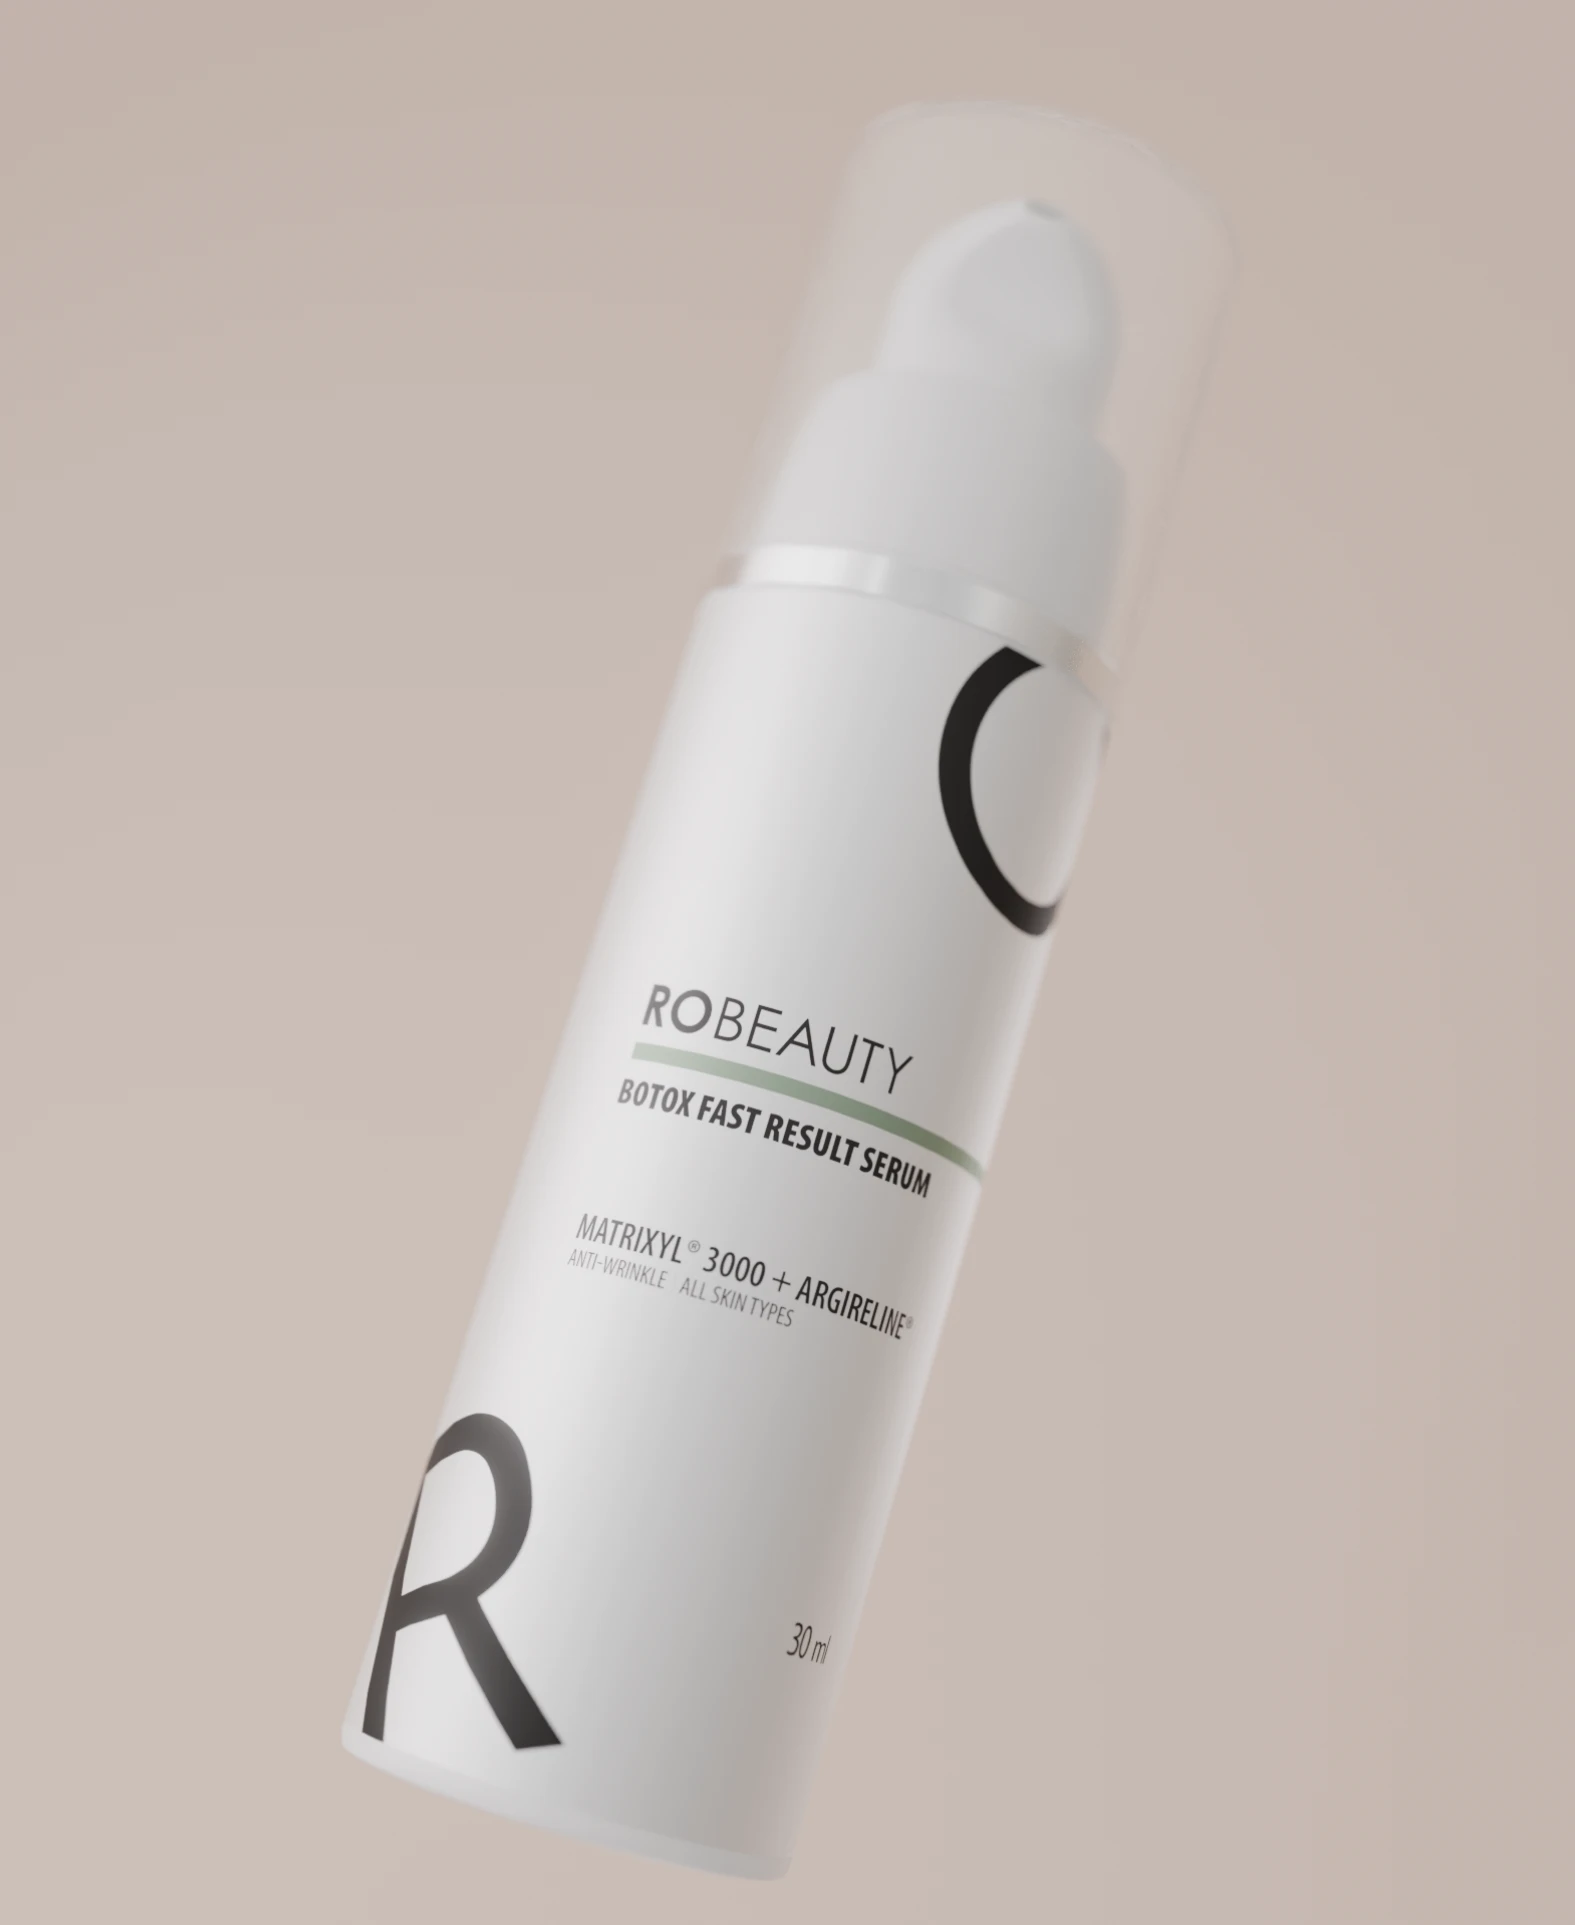 O
ROBEAUTY
BOTOX FAST RESULT SERUM
MATRIXYL® 3000 + ARGIRELINE®
ANTI-WRINKLE ALL SKIN TYPES
R
30 ml